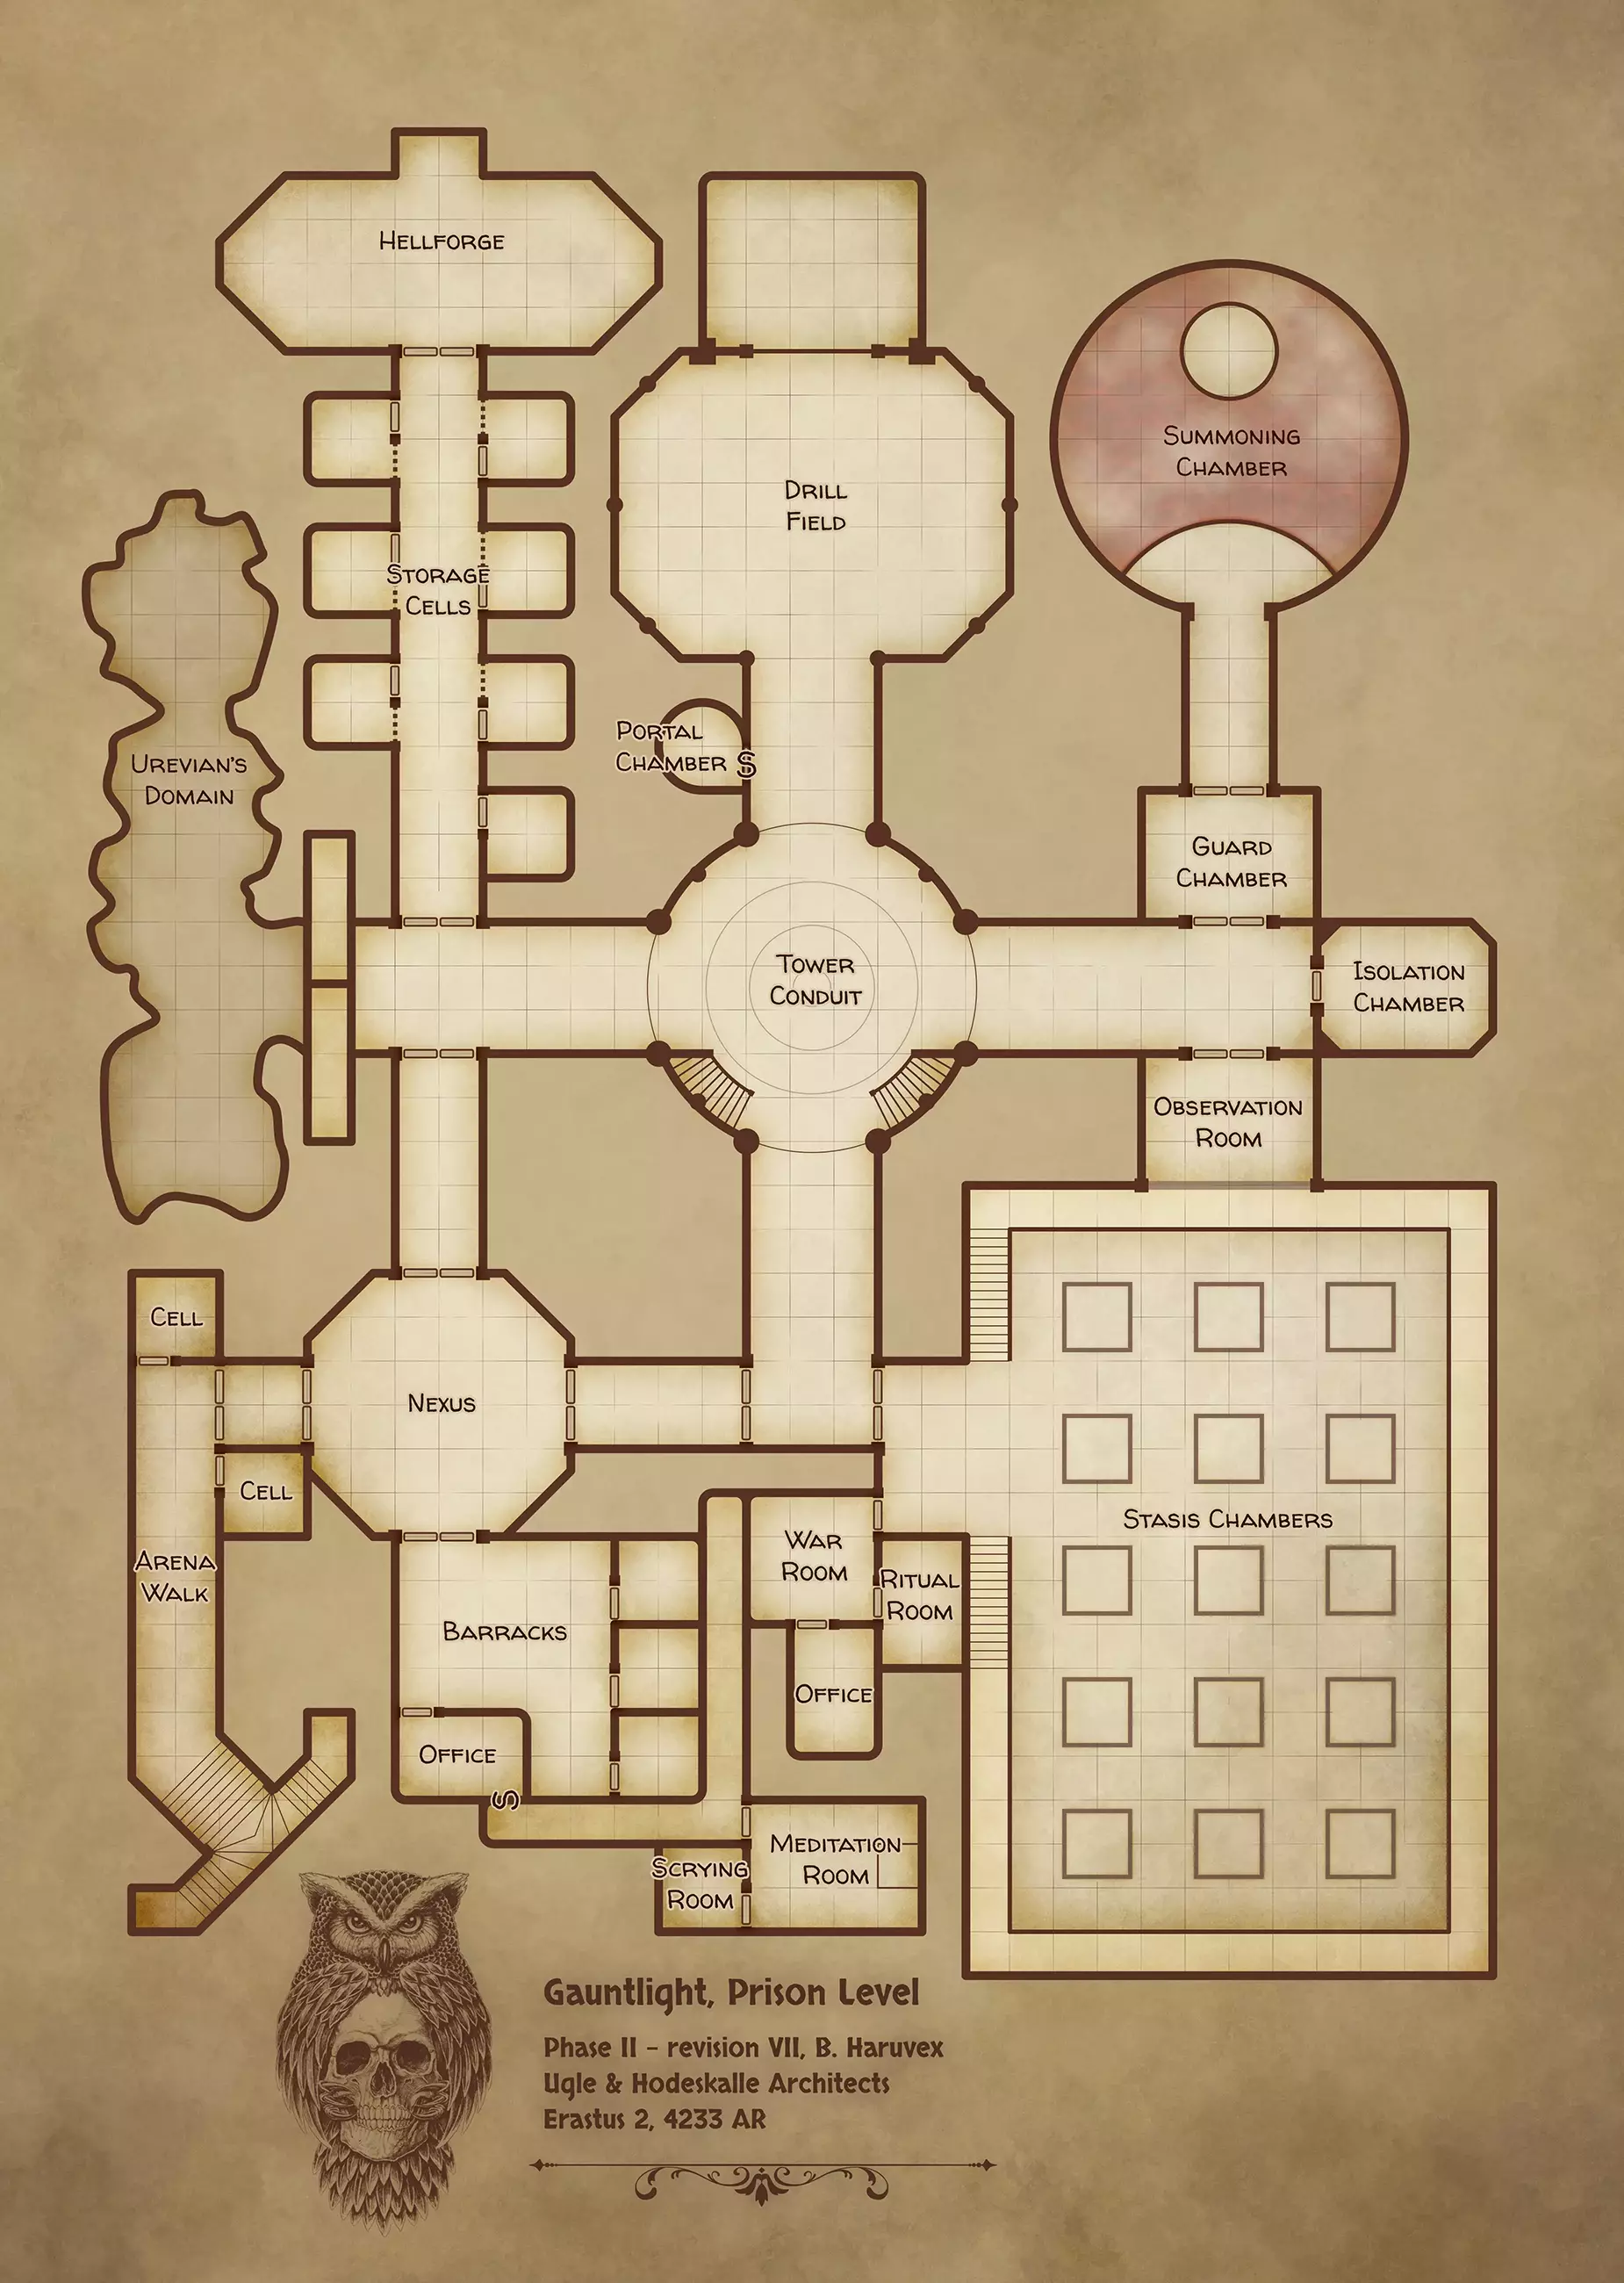 HELLFORGE
DRILL
FIELD
SUMMONING
CHAMBER
STORAGE
CELLS
PORTAL
CHAMBER S
UREVIAN'S
DOMAIN
GUARD
CHAMBER
TOWER
CONDUIT
ISOLATION
CHAMBER
OBSERVATION
ROOM
CELL
NEXUS
CELL
STASIS CHAMBERS
ARENA
WALK
WAR
ROOM
RITUAL
ROOM
BARRACKS
OFFICE
OFFICE
S
MEDITATION
ROOM
SCRYING
ROOM
Gauntlight, Prison Level
Phase II – revision VII, B. Haruvex
Ugle & Hodeskalle Architects
Erastus 2, 4233 AR